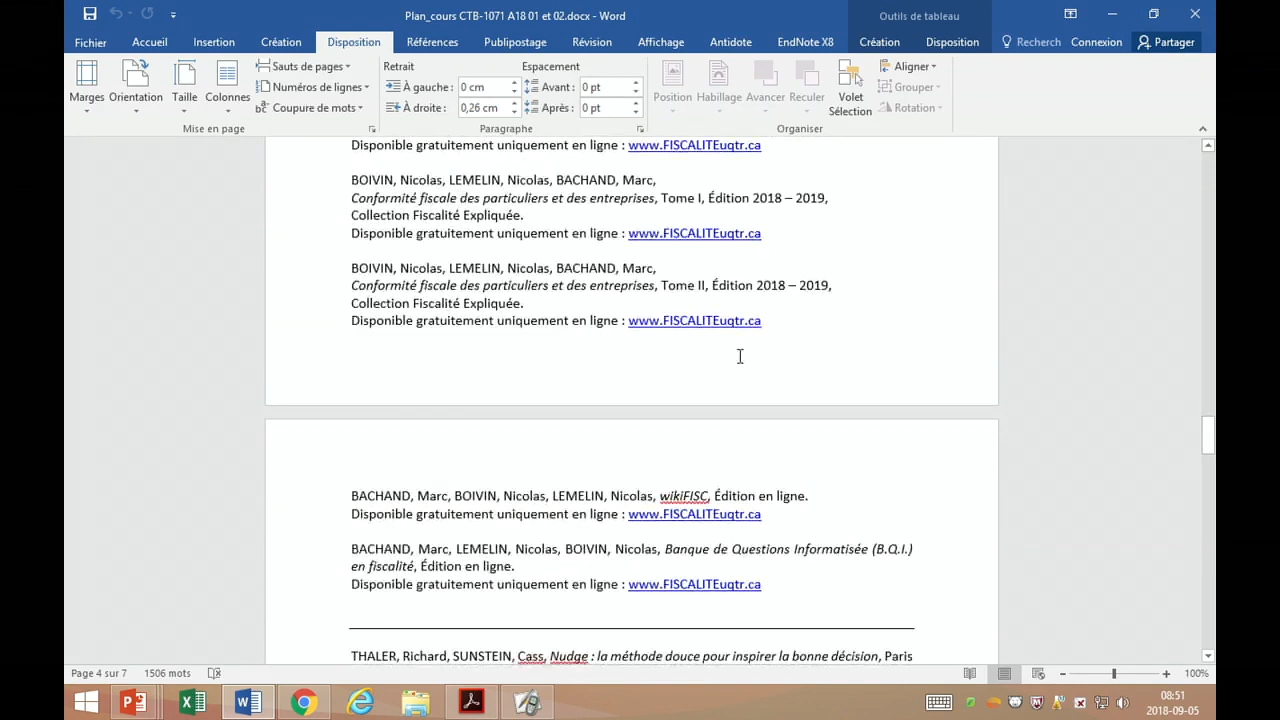 Plan_cours CTB-1071 A18 01 et 02.docx - Word
Outils de tableau
Fichier Accueil Insertion Création Disposition Références Publipostage Révision Affichage Antidote EndNote X8 Création Disposition Recherch Connexion Partager
Marges Orientation Taille Colonnes
Sauts de pages
Numéros de lignes
Coupure de mots
Mise en page
Retrait
À gauche : 0 cm
À droite : 0,26 cm
Espacement
Avant : 0 pt
Après : 0 pt
Paragraphe
Position Habillage Avancer Reculer Volet Sélection
Aligner
Grouper
Rotation
Organiser
Disponible gratuitement uniquement en ligne : www.FISCALITEuqtr.ca
BOIVIN, Nicolas, LEMELIN, Nicolas, BACHAND, Marc,
Conformité fiscale des particuliers et des entreprises, Tome I, Édition 2018 – 2019,
Collection Fiscalité Expliquée.
Disponible gratuitement uniquement en ligne : www.FISCALITEuqtr.ca
BOIVIN, Nicolas, LEMELIN, Nicolas, BACHAND, Marc,
Conformité fiscale des particuliers et des entreprises, Tome II, Édition 2018 – 2019,
Collection Fiscalité Expliquée.
Disponible gratuitement uniquement en ligne : www.FISCALITEuqtr.ca
BACHAND, Marc, BOIVIN, Nicolas, LEMELIN, Nicolas, wikiFISC, Édition en ligne.
Disponible gratuitement uniquement en ligne : www.FISCALITEuqtr.ca
BACHAND, Marc, LEMELIN, Nicolas, BOIVIN, Nicolas, Banque de Questions Informatisée (B.Q.I.)
en fiscalité, Édition en ligne.
Disponible gratuitement uniquement en ligne : www.FISCALITEuqtr.ca
THALER, Richard, SUNSTEIN, Cass, Nudge : la méthode douce pour inspirer la bonne décision, Paris
Page 4 sur 7 1506 mots 100%
08:51
2018-09-05